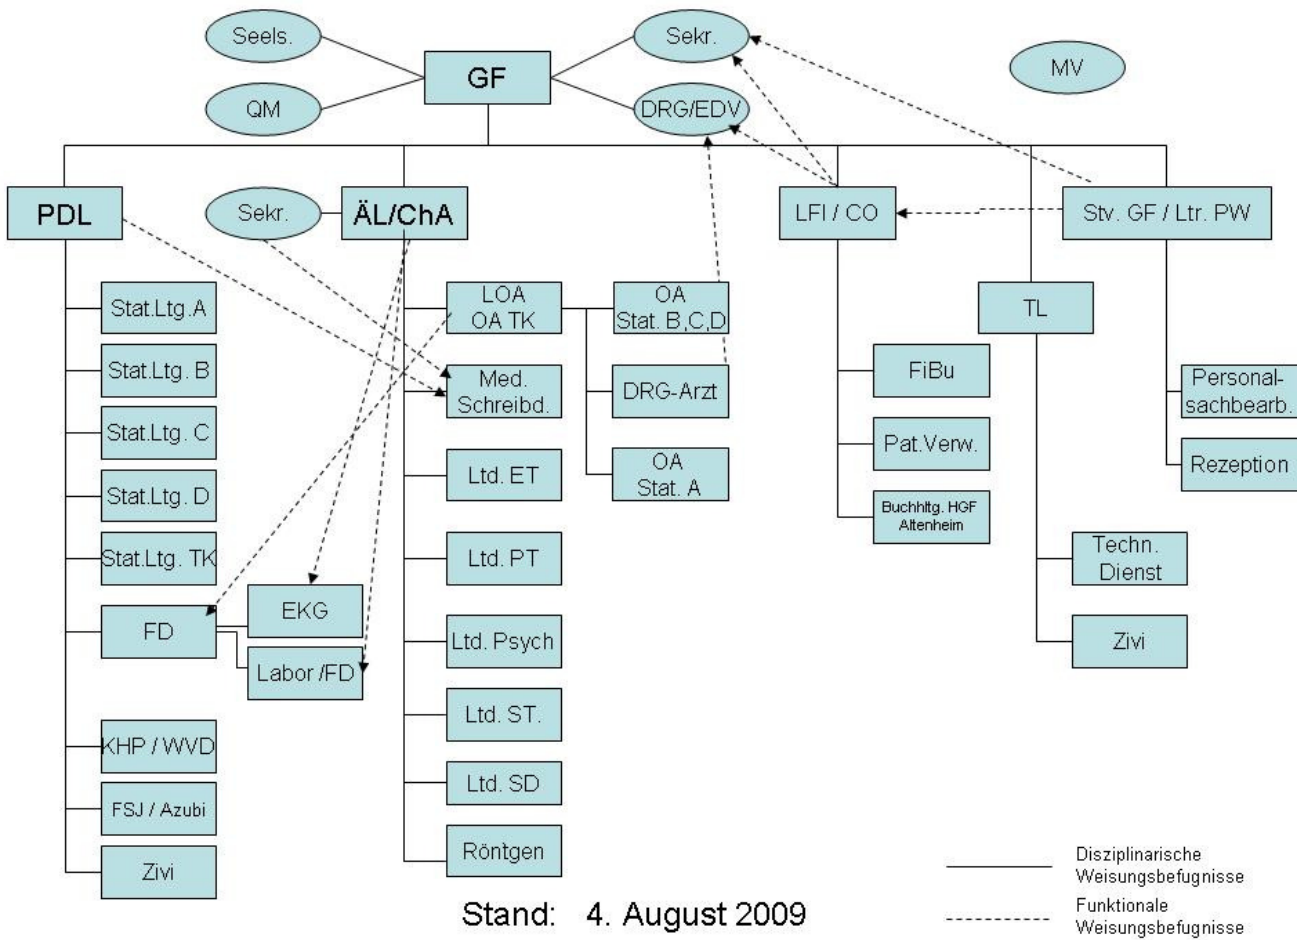 Seels.
Sekr.
GF
MV
QM
DRG/EDV
PDL
Sekr.
ÄL/ChA
LFI / CO
Stv. GF / Ltr. PW
Stat.Ltg.A
LOA
OA TK
OA
Stat. B,C,D
TL
Stat.Ltg. B
Med.
Schreibd.
DRG-Arzt
FiBu
Personal-
sachbearb.
Stat.Ltg. C
Pat.Verw.
Rezeption
Ltd. ET
OA
Stat. A
Stat.Ltg. D
Buchhltg. HGF
Altenheim
Stat.Ltg. TK
Ltd. PT
Techn.
Dienst
EKG
FD
Ltd. Psych
Zivi
Labor /FD
Ltd. ST.
KHP / WVD
Ltd. SD
FSJ / Azubi
Röntgen
Zivi
Disziplinarische
Weisungsbefugnisse
Stand: 4. August 2009
Funktionale
Weisungsbefugnisse